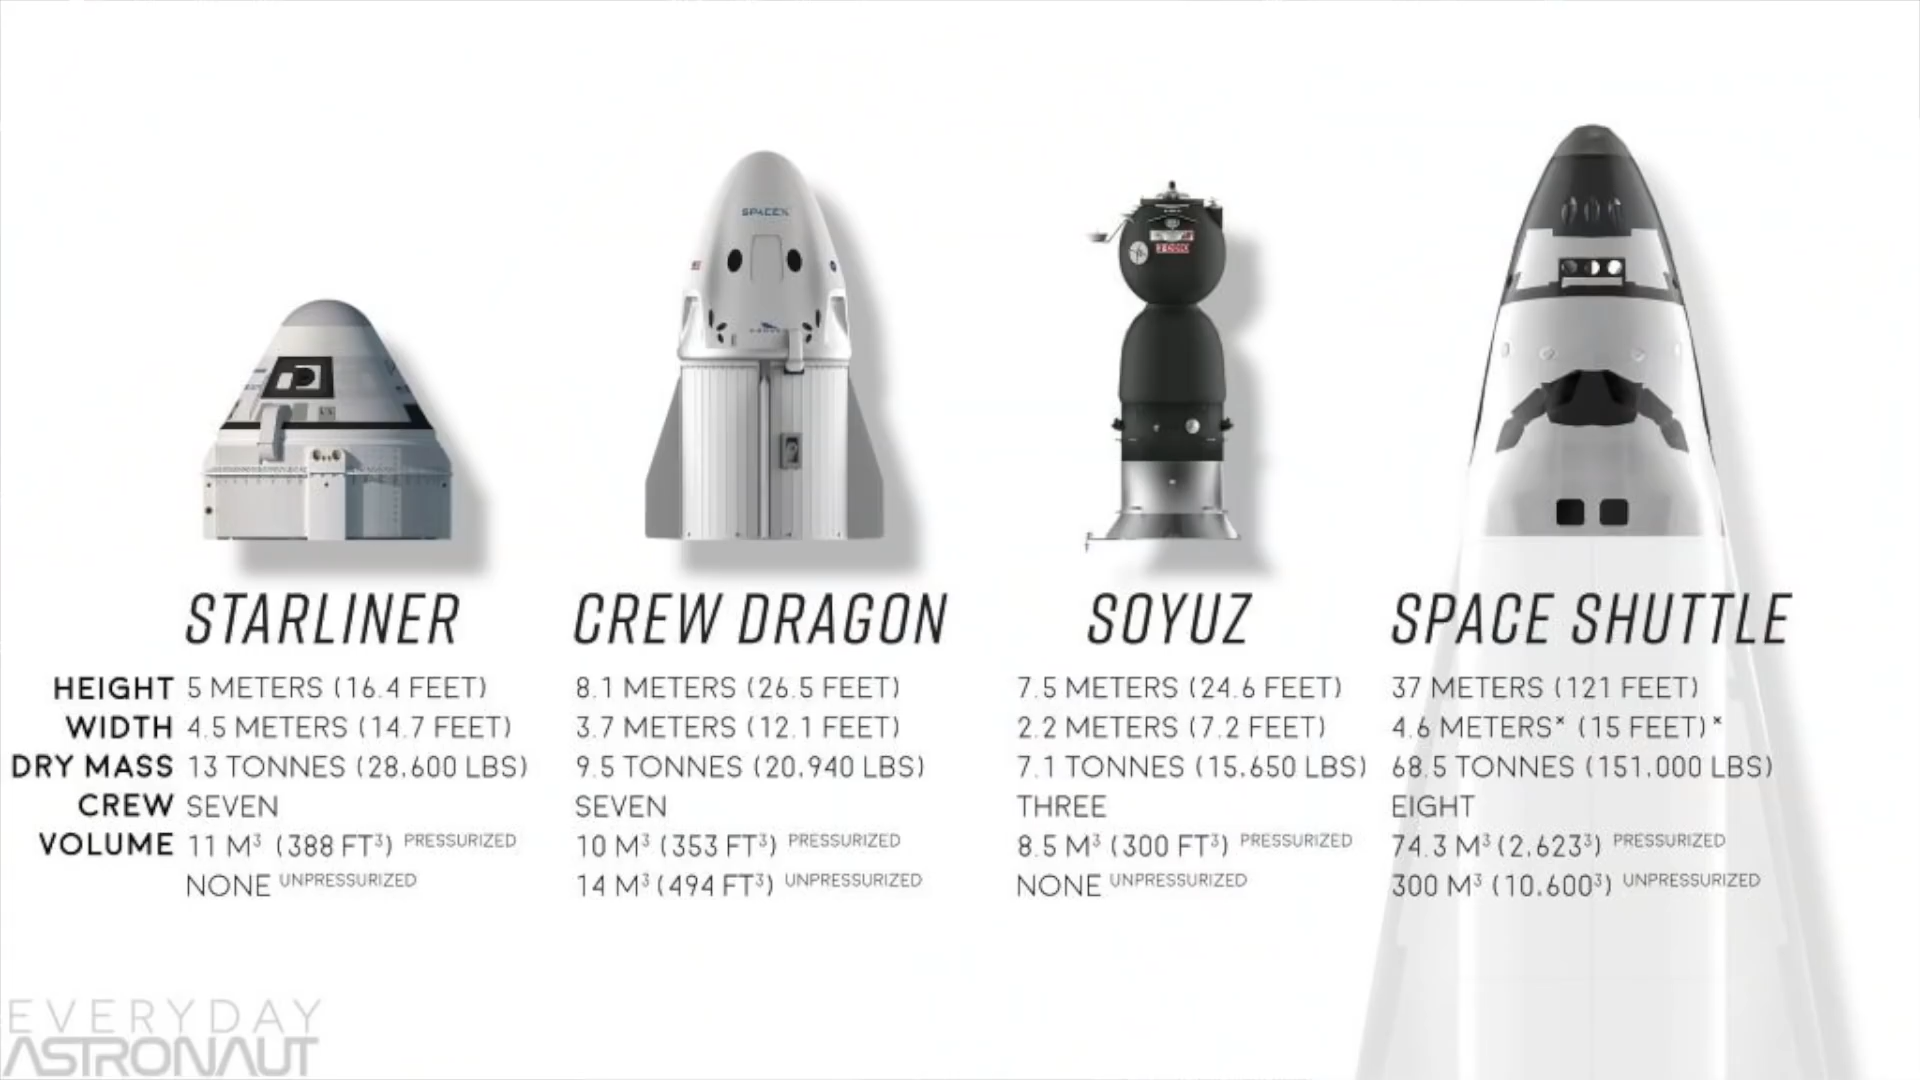 SPACEX
STARLINER CREW DRAGON SOYUZ SPACE SHUTTLE
HEIGHT 5 METERS (16.4 FEET) 8.1 METERS (26.5 FEET) 7.5 METERS (24.6 FEET) 37 METERS (121 FEET)
WIDTH 4.5 METERS (14.7 FEET) 3.7 METERS (12.1 FEET) 2.2 METERS (7.2 FEET) 4.6 METERS* (15 FEET)*
DRY MASS 13 TONNES (28,600 LBS) 9.5 TONNES (20,940 LBS) 7.1 TONNES (15,650 LBS) 68.5 TONNES (151,000 LBS)
CREW SEVEN SEVEN THREE EIGHT
VOLUME 11 M³ (388 FT³) PRESSURIZED 10 M³ (353 FT³) PRESSURIZED 8.5 M³ (300 FT³) PRESSURIZED 74.3 M³ (2,623³) PRESSURIZED
NONE UNPRESSURIZED 14 M³ (494 FT³) UNPRESSURIZED NONE UNPRESSURIZED 300 M³ (10,600³) UNPRESSURIZED
EVERYDAY
ASTRONAUT